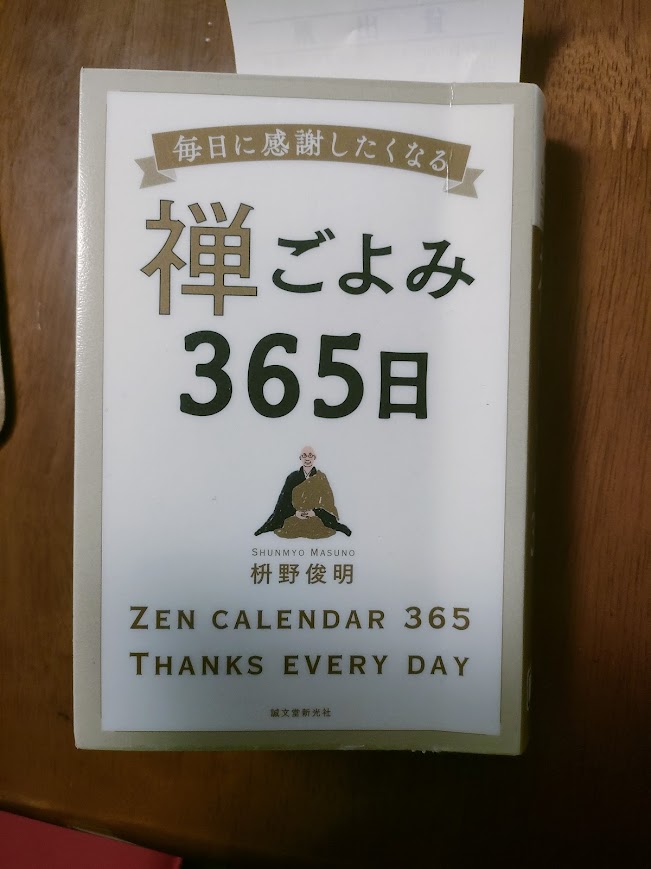 毎日に感謝したくなる
禅ごよみ
365日
SHUNMYO MASUNO
枡野俊明
ZEN CALENDAR 365
THANKS EVERY DAY
誠文堂新光社